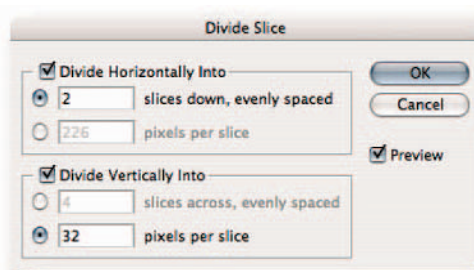 Divide Slice
Divide Horizontally Into
2 slices down, evenly spaced
226 pixels per slice
Divide Vertically Into
4 slices across, evenly spaced
32 pixels per slice
OK
Cancel
Preview